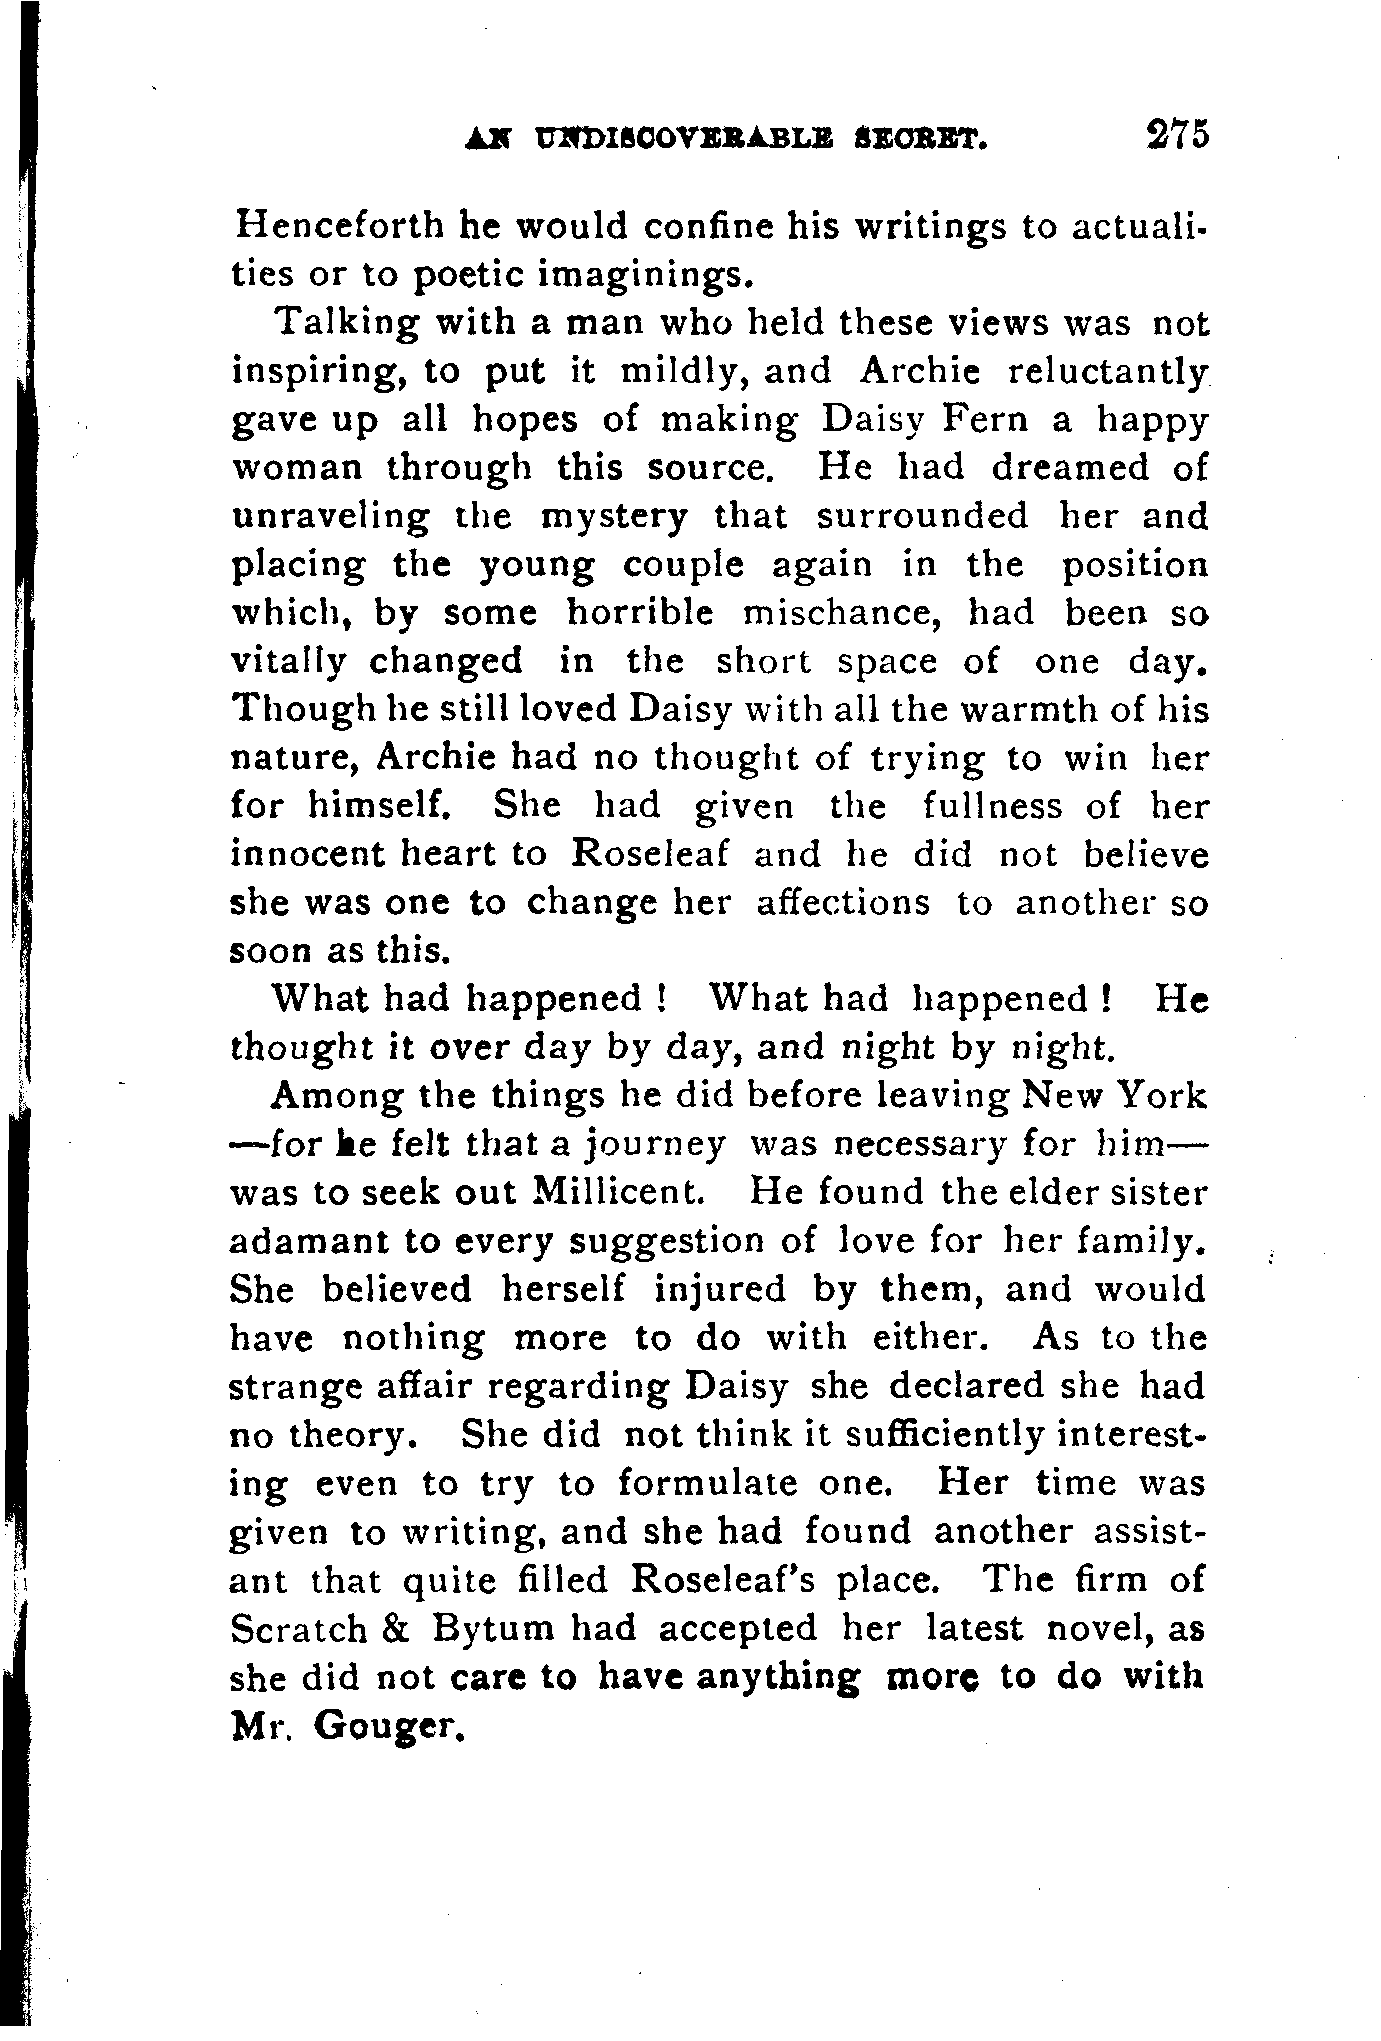 AN UNDISCOVERABLE SECRET. 275
Henceforth he would confine his writings to actuali-
ties or to poetic imaginings.
Talking with a man who held these views was not
inspiring, to put it mildly, and Archie reluctantly
gave up all hopes of making Daisy Fern a happy
woman through this source. He had dreamed of
unraveling the mystery that surrounded her and
placing the young couple again in the position
which, by some horrible mischance, had been so
vitally changed in the short space of one day.
Though he still loved Daisy with all the warmth of his
nature, Archie had no thought of trying to win her
for himself. She had given the fullness of her
innocent heart to Roseleaf and he did not believe
she was one to change her affections to another so
soon as this.
What had happened ! What had happened ! He
thought it over day by day, and night by night.
Among the things he did before leaving New York
—for he felt that a journey was necessary for him—
was to seek out Millicent. He found the elder sister
adamant to every suggestion of love for her family.
She believed herself injured by them, and would
have nothing more to do with either. As to the
strange affair regarding Daisy she declared she had
no theory. She did not think it sufficiently interest-
ing even to try to formulate one. Her time was
given to writing, and she had found another assist-
ant that quite filled Roseleaf's place. The firm of
Scratch & Bytum had accepted her latest novel, as
she did not care to have anything more to do with
Mr. Gouger.